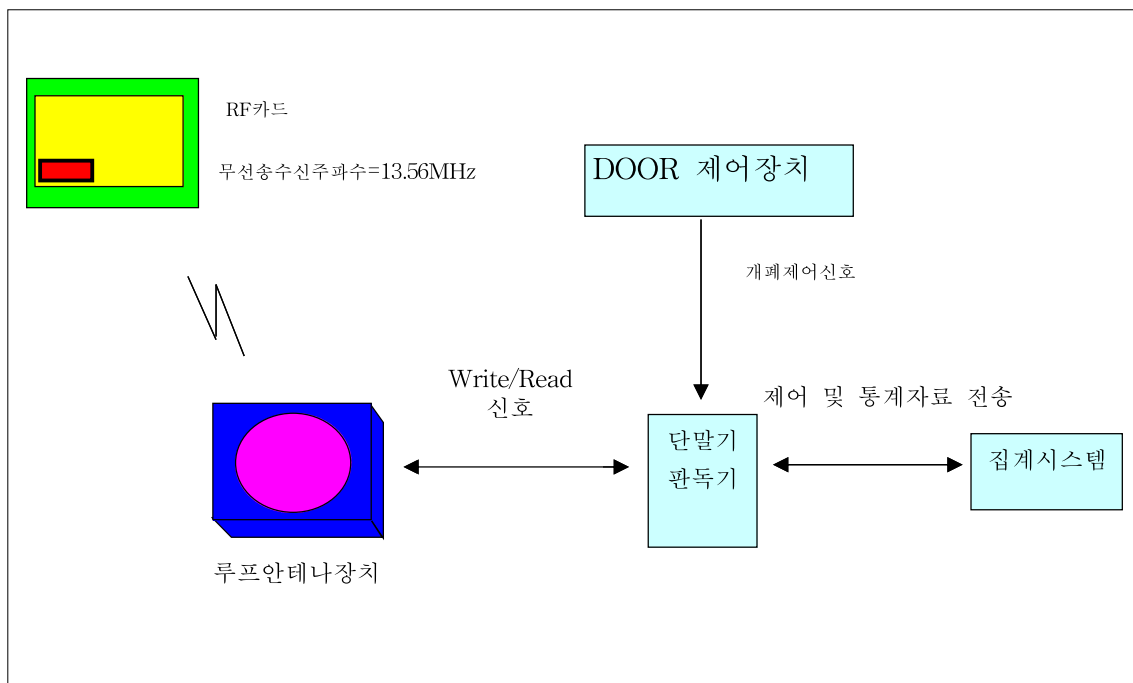 RF카드
무선송수신주파수=13.56MHz
DOOR 제어장치
개폐제어신호
Write/Read
신호
제어 및 통계자료 전송
단말기
판독기
집계시스템
루프안테나장치